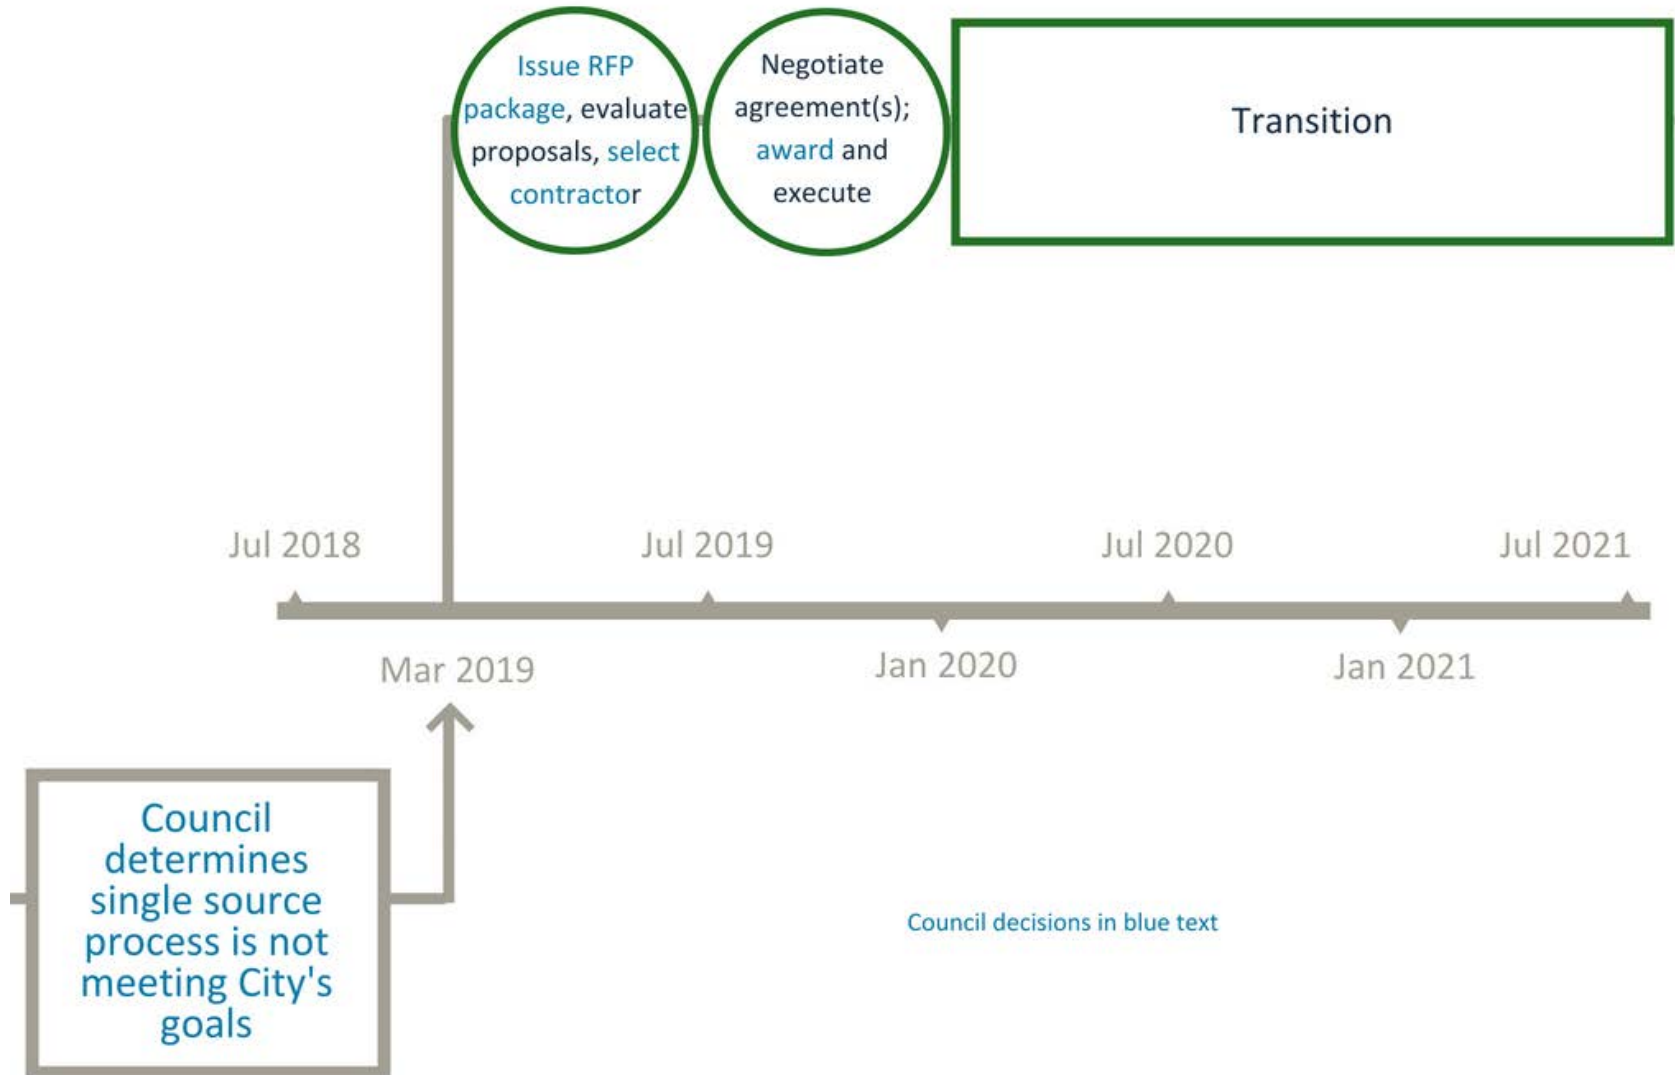 Issue RFP
package, evaluate
proposals, select
contractor
Negotiate
agreement(s);
award and
execute
Transition
Jul 2018
Jul 2019
Jul 2020
Jul 2021
Mar 2019
Jan 2020
Jan 2021
Council
determines
single source
process is not
meeting City's
goals
Council decisions in blue text